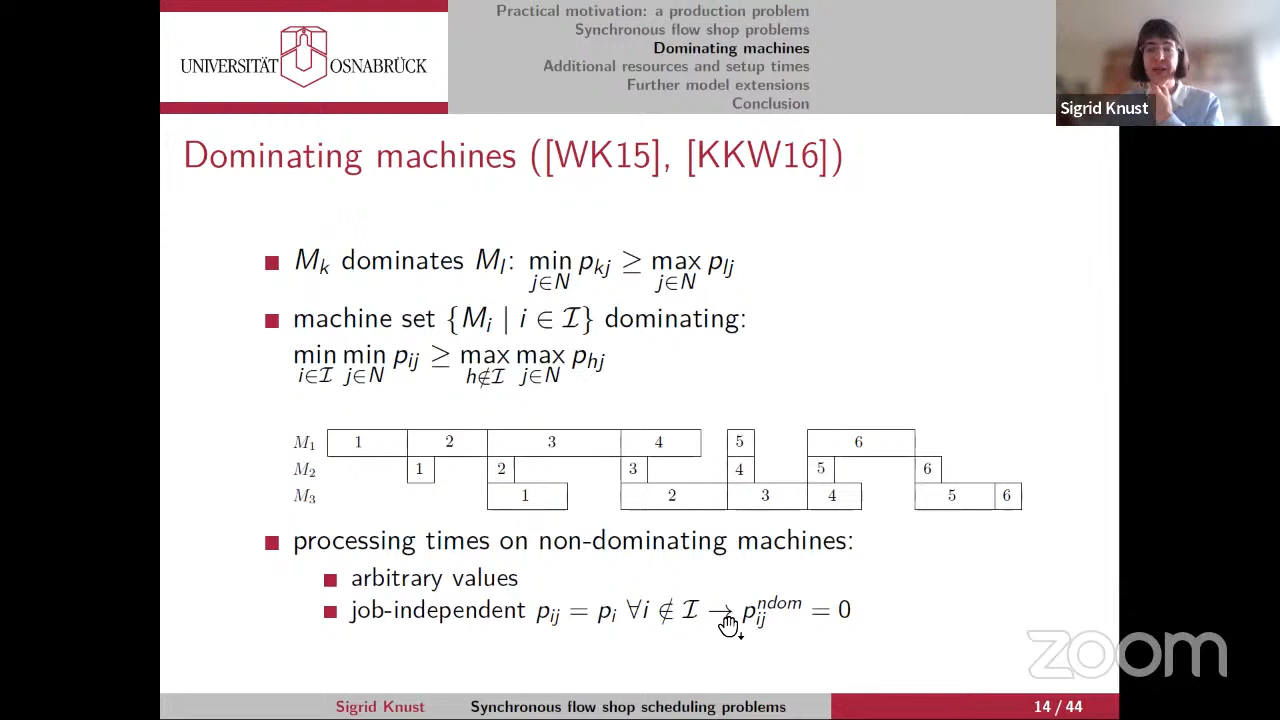 UNIVERSITÄT OSNABRÜCK
Practical motivation: a production problem
Synchronous flow shop problems
Dominating machines
Additional resources and setup times
Further model extensions
Conclusion
Sigrid Knust
Dominating machines ([WK15], [KKW16])
M_k dominates M_l: min_{j∈N} p_{kj} ≥ max_{j∈N} p_{lj}
machine set {M_i | i ∈ I} dominating:
min_{i∈I} min_{j∈N} p_{ij} ≥ max_{h∉I} max_{j∈N} p_{hj}
M_1 1 2 3 4 5 6
M_2 1 2 3 4 5 6
M_3 1 2 3 4 5 6
processing times on non-dominating machines:
arbitrary values
job-independent p_{ij} = p_i ∀i ∉ I → p_{ij}^{ndom} = 0
zoom
Sigrid Knust Synchronous flow shop scheduling problems 14 / 44